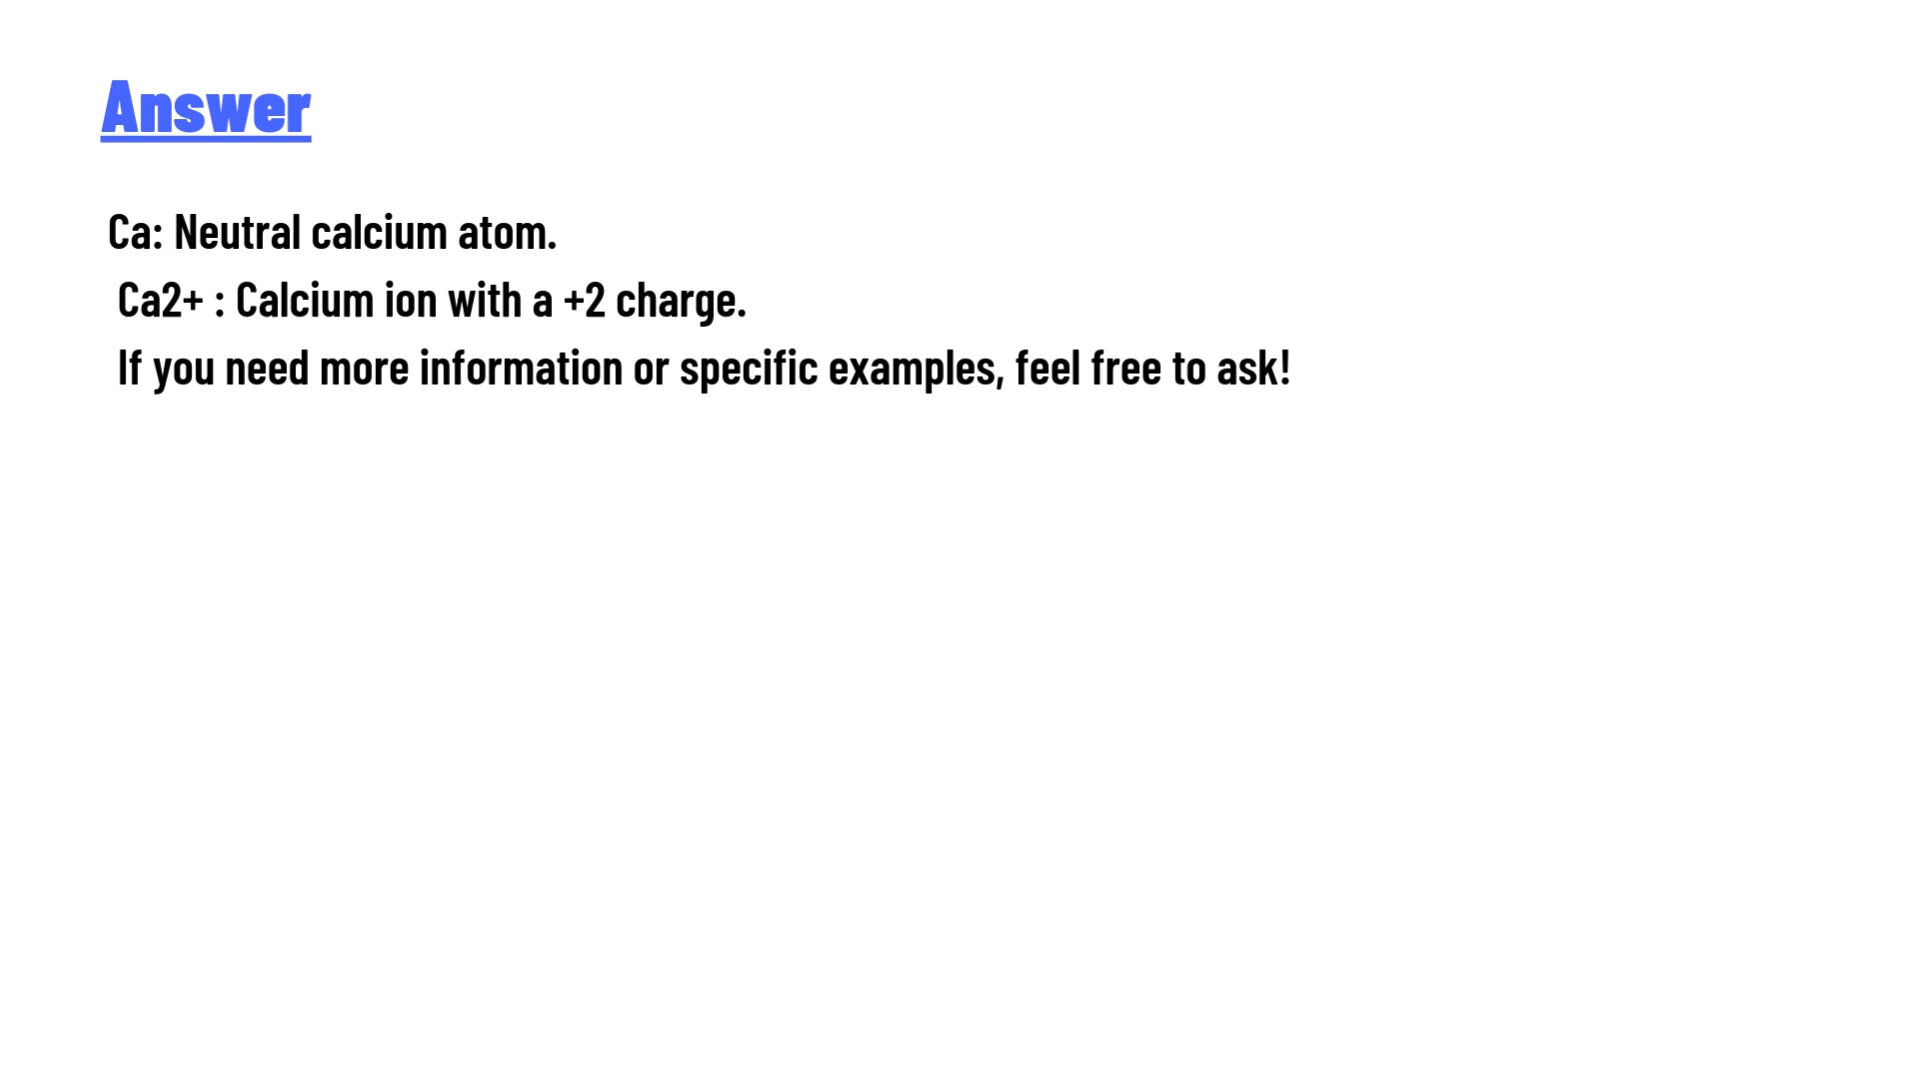 Answer
Ca: Neutral calcium atom.
Ca2+ : Calcium ion with a +2 charge.
If you need more information or specific examples, feel free to ask!